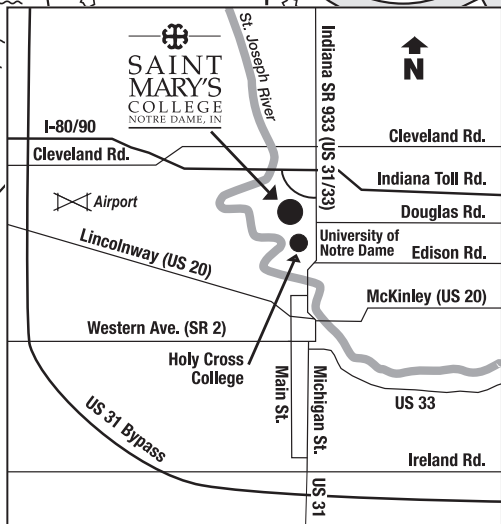 SAINT
MARY'S
COLLEGE
NOTRE DAME, IN
St. Joseph River
Indiana SR 933 (US 31/33)
N
I-80/90
Cleveland Rd.
Cleveland Rd.
Indiana Toll Rd.
Airport
Douglas Rd.
University of
Notre Dame
Edison Rd.
Lincolnway (US 20)
McKinley (US 20)
Western Ave. (SR 2)
Holy Cross
College
Main St.
Michigan St.
US 33
US 31 Bypass
Ireland Rd.
US 31